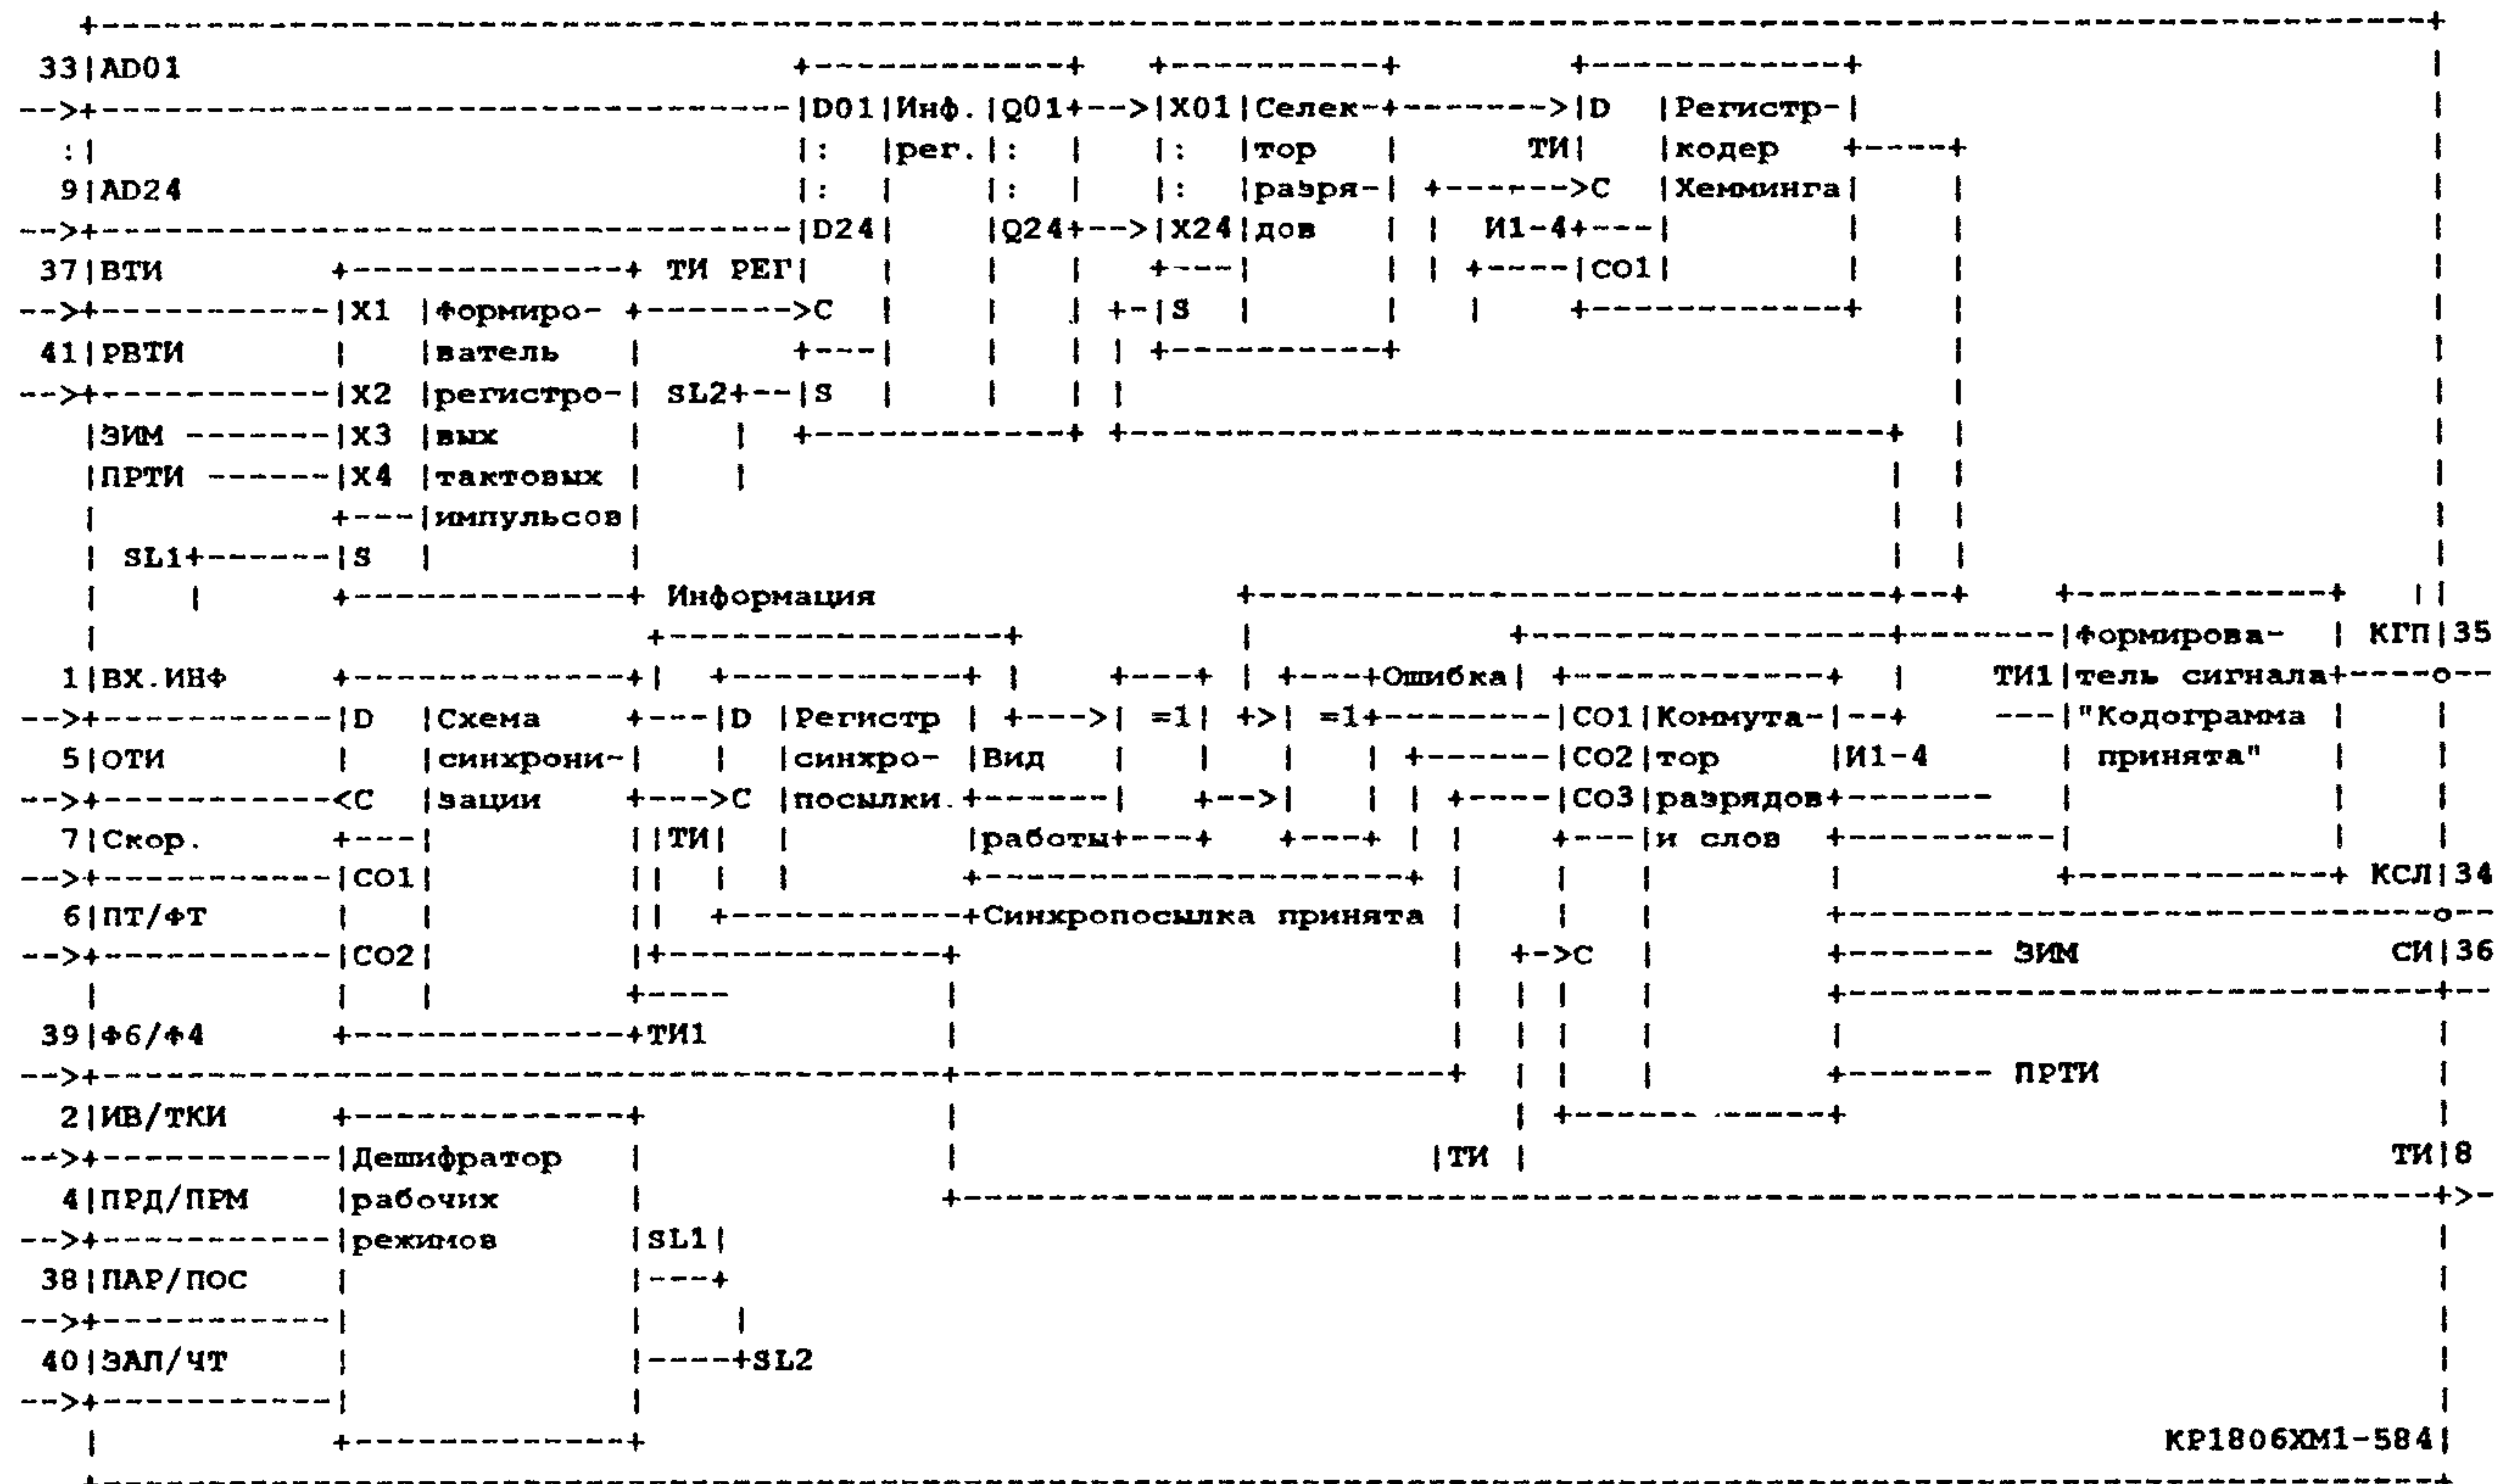 33 AD01
D01 Инф. Q01 X01 Селек- D Регистр-
: : рег. : : тор ТИ кодер
9 AD24 : : : разря- C Хемминга
D24 Q24 X24 дов И1-4
37 ВТИ ТИ РЕГ CO1
X1 формиро- C S
41 РВТИ ватель
X2 регистро- SL2 S
ЗИМ X3 вых
ПРТИ X4 тактовых
импульсов
SL1 S
Информация
формирова- КГП 35
1 ВХ.ИНФ Ошибка ТИ1 тель сигнала
D Схема D Регистр =1 =1 CO1 Коммута- "Кодограмма
5 ОТИ синхрони- синхро- Вид CO2 тор И1-4 принята"
C зации C посылки. CO3 разрядов
7 Скор. ТИ работы и слов
CO1 КСЛ 34
6 ПТ/ФТ Синхропосылка принята
CO2 C ЗИМ СИ 36
39 Ф6/Ф4 ТИ1
ПРТИ
2 ИВ/ТКИ
Дешифратор ТИ ТИ 8
4 ПРД/ПРМ рабочих
режимов SL1
38 ПАР/ПОС
40 ЗАП/ЧТ SL2
КР1806ХМ1-584